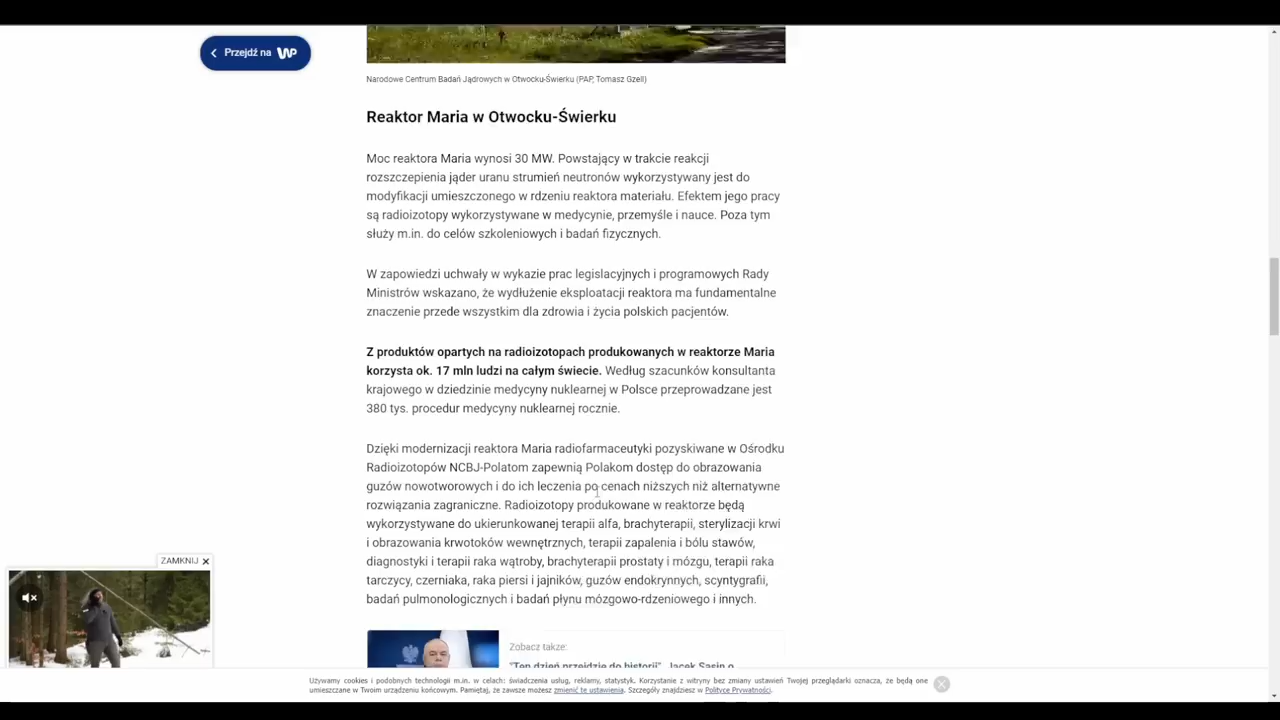 Przejdź na WP
Narodowe Centrum Badań Jądrowych w Otwocku-Świerku (PAP, Tomasz Gzell)
Reaktor Maria w Otwocku-Świerku
Moc reaktora Maria wynosi 30 MW. Powstający w trakcie reakcji
rozszczepienia jąder uranu strumień neutronów wykorzystywany jest do
modyfikacji umieszczonego w rdzeniu reaktora materiału. Efektem jego pracy
są radioizotopy wykorzystywane w medycynie, przemyśle i nauce. Poza tym
służy m.in. do celów szkoleniowych i badań fizycznych.
W zapowiedzi uchwały w wykazie prac legislacyjnych i programowych Rady
Ministrów wskazano, że wydłużenie eksploatacji reaktora ma fundamentalne
znaczenie przede wszystkim dla zdrowia i życia polskich pacjentów.
Z produktów opartych na radioizotopach produkowanych w reaktorze Maria
korzysta ok. 17 mln ludzi na całym świecie. Według szacunków konsultanta
krajowego w dziedzinie medycyny nuklearnej w Polsce przeprowadzane jest
380 tys. procedur medycyny nuklearnej rocznie.
Dzięki modernizacji reaktora Maria radiofarmaceutyki pozyskiwane w Ośrodku
Radioizotopów NCBJ-Polatom zapewnią Polakom dostęp do obrazowania
guzów nowotworowych i do ich leczenia po cenach niższych niż alternatywne
rozwiązania zagraniczne. Radioizotopy produkowane w reaktorze będą
wykorzystywane do ukierunkowanej terapii alfa, brachyterapii, sterylizacji krwi
i obrazowania krwotoków wewnętrznych, terapii zapalenia i bólu stawów,
diagnostyki i terapii raka wątroby, brachyterapii prostaty i mózgu, terapii raka
tarczycy, czerniaka, raka piersi i jajników, guzów endokrynnych, scyntygrafii,
badań pulmonologicznych i badań płynu mózgowo-rdzeniowego i innych.
ZAMKNIJ
Zobacz także:
"Ten dzień przejdzie do historii". Jacek Sasin o
Używamy cookies i podobnych technologii m.in. w celach: świadczenia usług, reklamy, statystyk. Korzystanie z witryny bez zmiany ustawień Twojej przeglądarki oznacza, że będą one
umieszczane w Twoim urządzeniu końcowym. Pamiętaj, że zawsze możesz zmienić te ustawienia. Szczegóły znajdziesz w Polityce Prywatności.